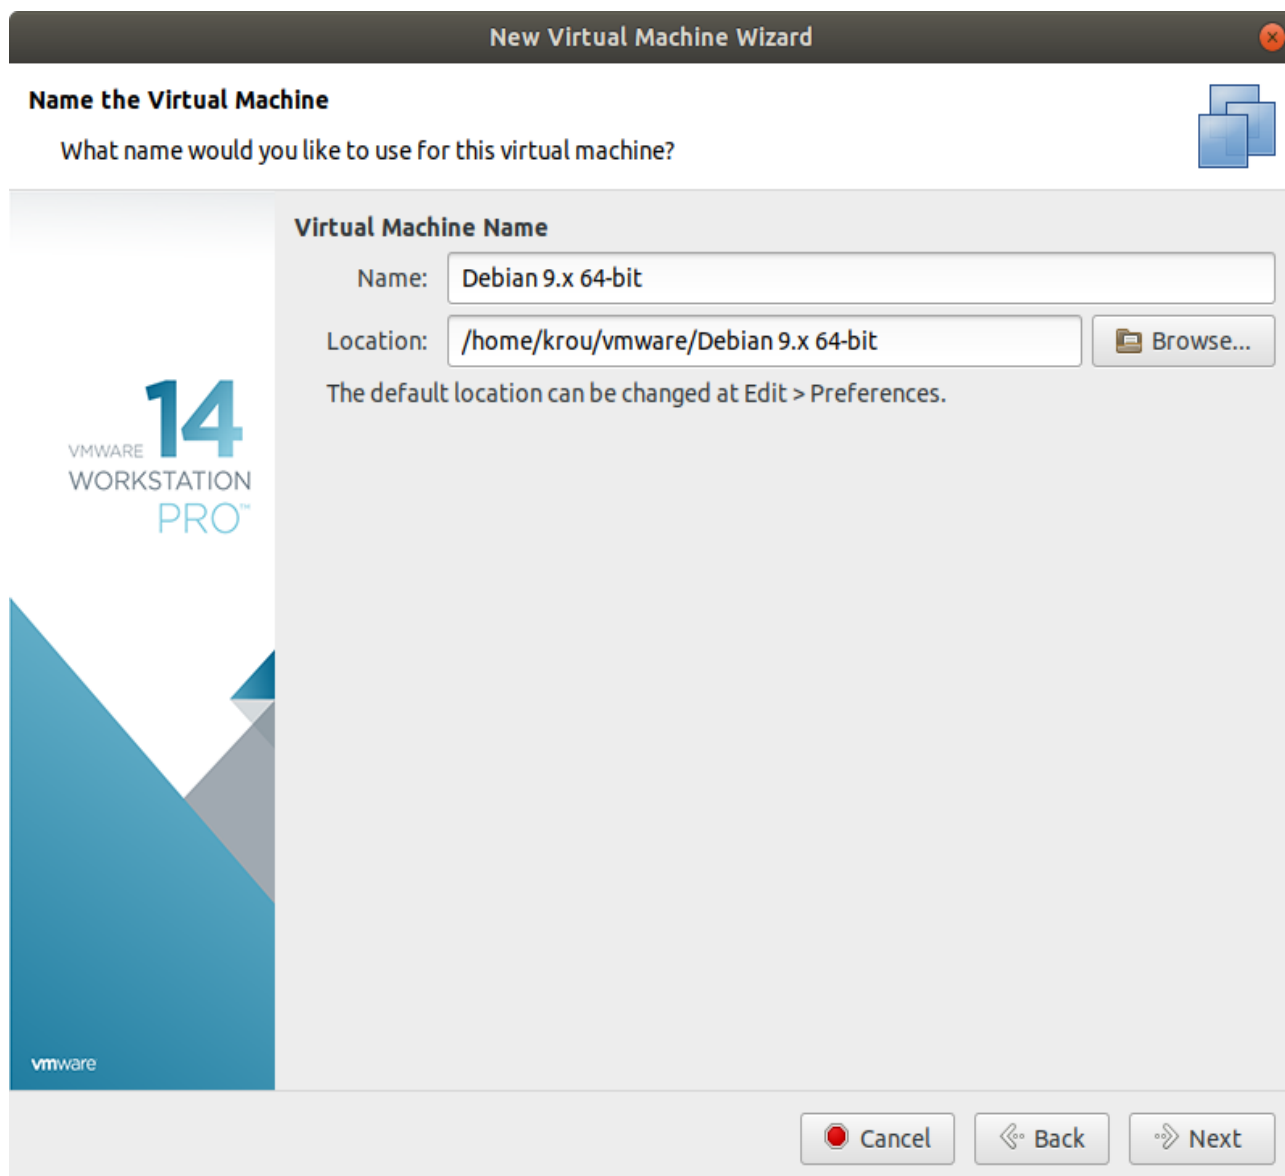 New Virtual Machine Wizard
Name the Virtual Machine
What name would you like to use for this virtual machine?
Virtual Machine Name
Name: Debian 9.x 64-bit
Location: /home/krou/vmware/Debian 9.x 64-bit Browse...
The default location can be changed at Edit > Preferences.
VMWARE 14
WORKSTATION
PRO™
vmware
Cancel Back Next